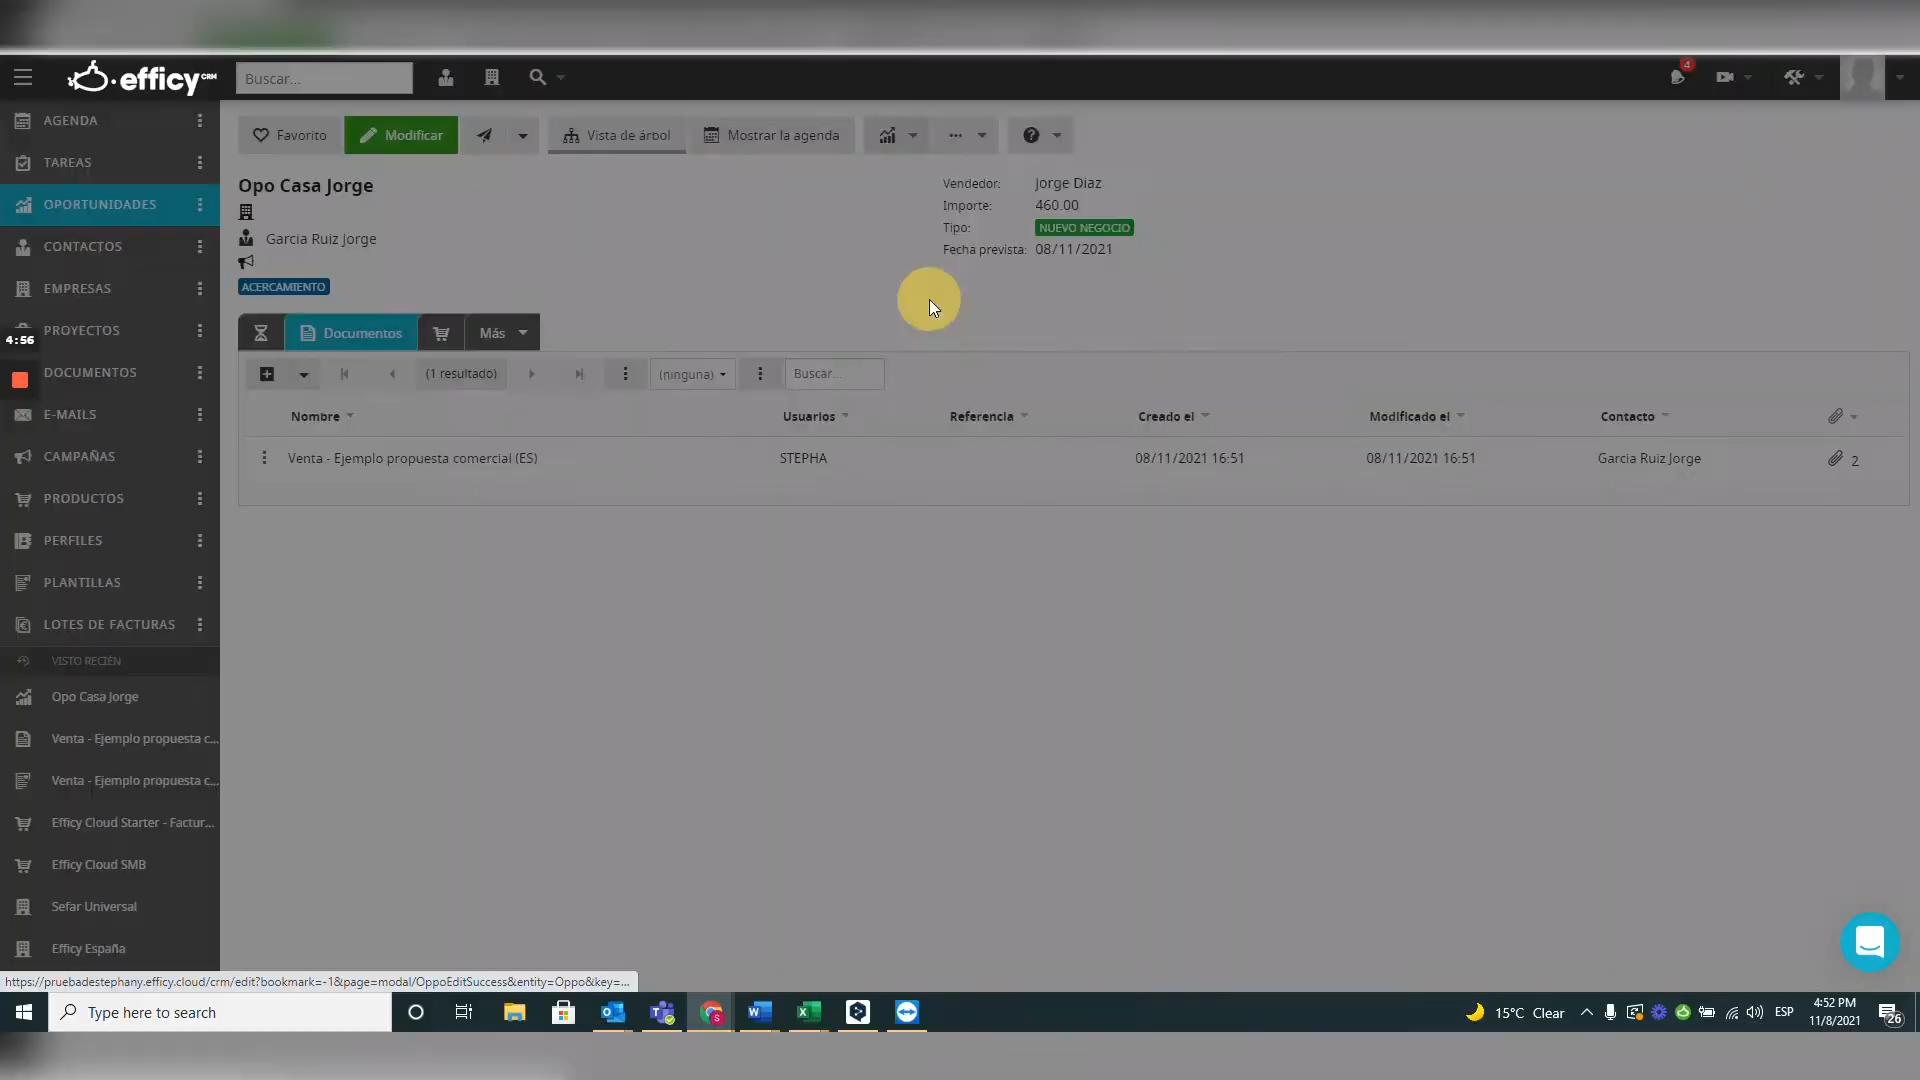 efficy CRM
Buscar...
4
AGENDA
TAREAS
OPORTUNIDADES
CONTACTOS
EMPRESAS
PROYECTOS
4:56
DOCUMENTOS
E-MAILS
CAMPAÑAS
PRODUCTOS
PERFILES
PLANTILLAS
LOTES DE FACTURAS
VISTO RECIÉN
Opo Casa Jorge
Venta - Ejemplo propuesta c...
Venta - Ejemplo propuesta c...
Efficy Cloud Starter - Factur...
Efficy Cloud SMB
Sefar Universal
Efficy España
Favorito
Modificar
Vista de árbol
Mostrar la agenda
Opo Casa Jorge
Garcia Ruiz Jorge
ACERCAMIENTO
Vendedor: Jorge Diaz
Importe: 460.00
Tipo: NUEVO NEGOCIO
Fecha prevista: 08/11/2021
Documentos
Más
(1 resultado)
(ninguna)
Buscar...
Nombre Usuarios Referencia Creado el Modificado el Contacto
Venta - Ejemplo propuesta comercial (ES) STEPHA 08/11/2021 16:51 08/11/2021 16:51 Garcia Ruiz Jorge 2
https://pruebadestephany.efficy.cloud/crm/edit?bookmark=-1&page=modal/OppoEditSuccess&entity=Oppo&key=...
Type here to search
15°C Clear
ESP
4:52 PM
11/8/2021
26